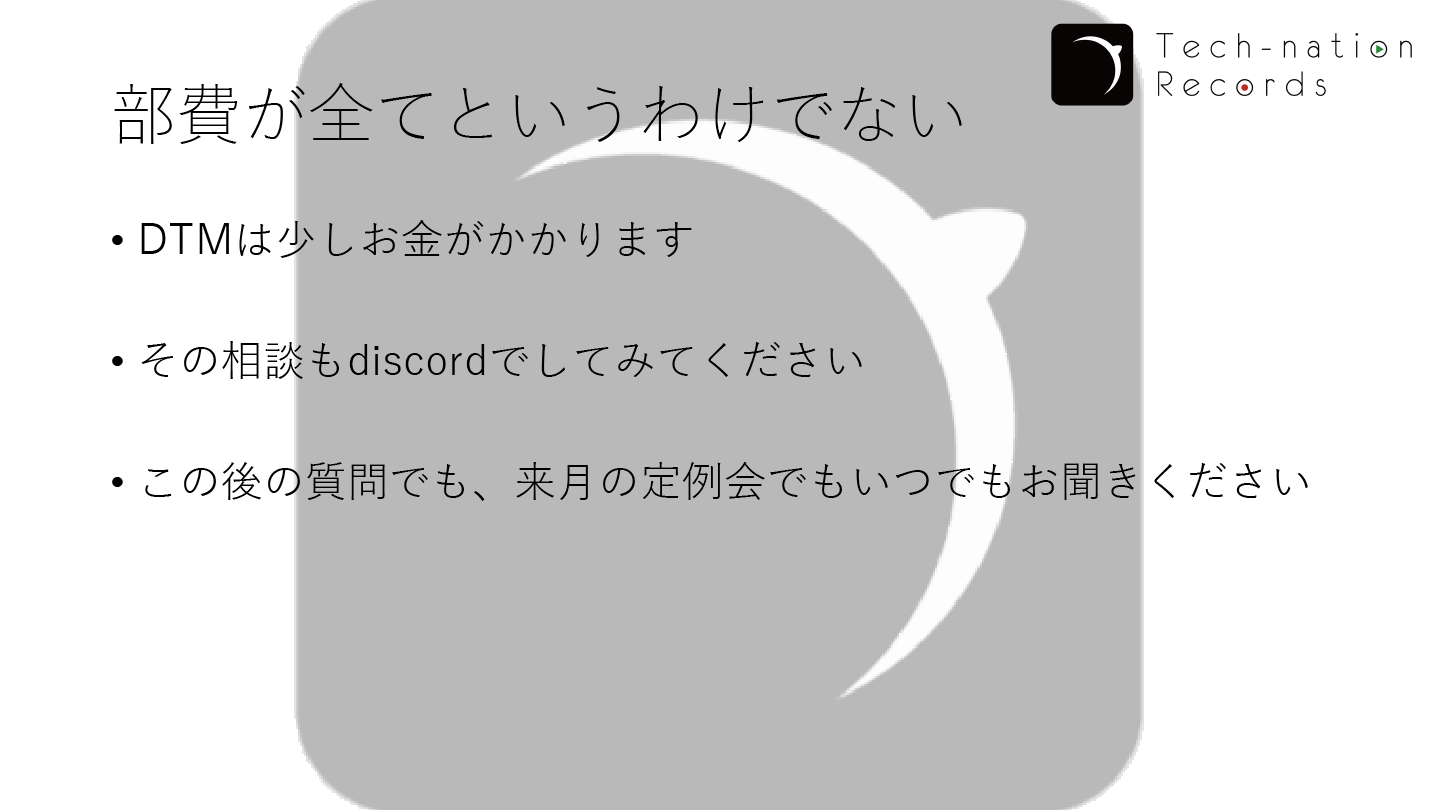 Tech-nation
Records
部費が全てというわけでない
• DTMは少しお金がかかります
• その相談もdiscordでしてみてください
• この後の質問でも、来月の定例会でもいつでもお聞きください